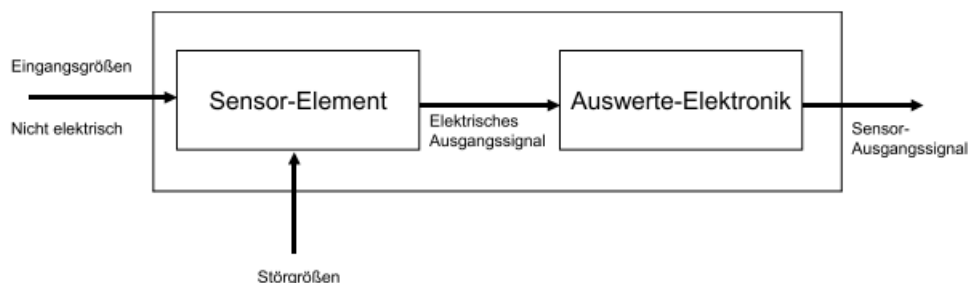 Eingangsgrößen
Nicht elektrisch
Sensor-Element
Elektrisches
Ausgangssignal
Auswerte-Elektronik
Sensor-
Ausgangssignal
Störgrößen